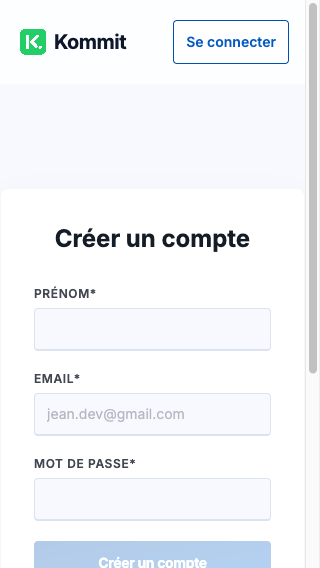 Kommit
Se connecter
Créer un compte
PRÉNOM*
EMAIL*
jean.dev@gmail.com
MOT DE PASSE*
Créer un compte